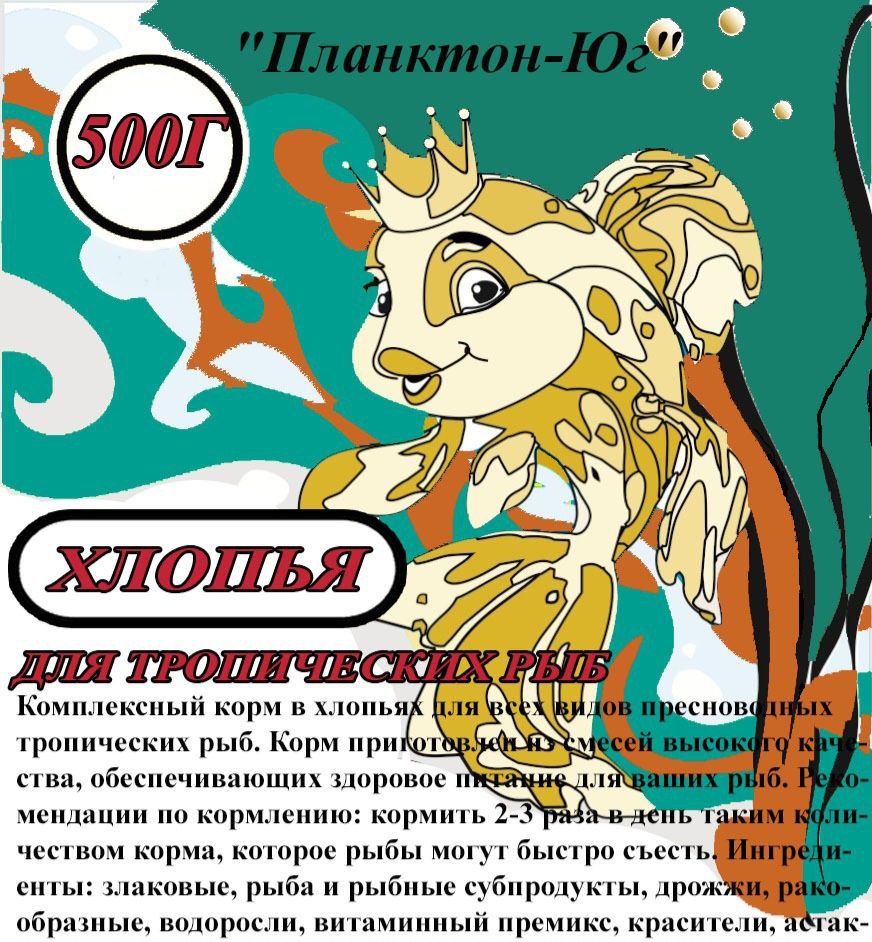 "Планктон-Юг"
500Г
ХЛОПЬЯ
ДЛЯ ТРОПИЧЕСКИХ РЫБ
Комплексный корм в хлопьях для всех видов пресноводных
тропических рыб. Корм приготовлен из смесей высокого каче-
ства, обеспечивающих здоровое питание для ваших рыб. Реко-
мендации по кормлению: кормить 2-3 раза в день таким коли-
чеством корма, которое рыбы могут быстро съесть. Ингреди-
енты: злаковые, рыба и рыбные субпродукты, дрожжи, рако-
образные, водоросли, витаминный премикс, красители, астак-